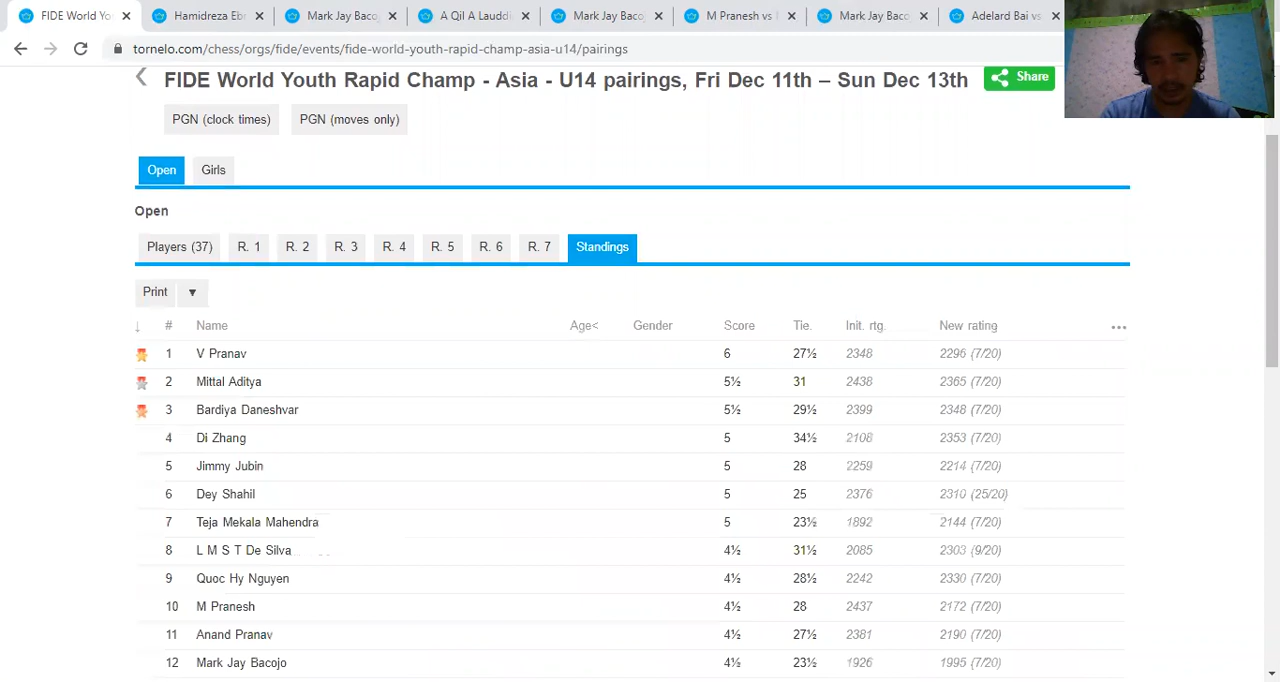 FIDE World Yo
Hamidreza Eb
Mark Jay Baco
A Qil A Laudd
Mark Jay Baco
M Pranesh vs
Mark Jay Baco
Adelard Bai vs
tornelo.com/chess/orgs/fide/events/fide-world-youth-rapid-champ-asia-u14/pairings
FIDE World Youth Rapid Champ - Asia - U14 pairings, Fri Dec 11th – Sun Dec 13th
Share
PGN (clock times) PGN (moves only)
Open Girls
Open
Players (37) R. 1 R. 2 R. 3 R. 4 R. 5 R. 6 R. 7 Standings
Print ▼
↓ # Name Age< Gender Score Tie. Init. rtg. New rating •••
1 V Pranav 6 27½ 2348 2296 (7/20)
2 Mittal Aditya 5½ 31 2438 2365 (7/20)
3 Bardiya Daneshvar 5½ 29½ 2399 2348 (7/20)
4 Di Zhang 5 34½ 2108 2353 (7/20)
5 Jimmy Jubin 5 28 2259 2214 (7/20)
6 Dey Shahil 5 25 2376 2310 (25/20)
7 Teja Mekala Mahendra 5 23½ 1892 2144 (7/20)
8 L M S T De Silva 4½ 31½ 2085 2303 (9/20)
9 Quoc Hy Nguyen 4½ 28½ 2242 2330 (7/20)
10 M Pranesh 4½ 28 2437 2172 (7/20)
11 Anand Pranav 4½ 27½ 2381 2190 (7/20)
12 Mark Jay Bacojo 4½ 23½ 1926 1995 (7/20)